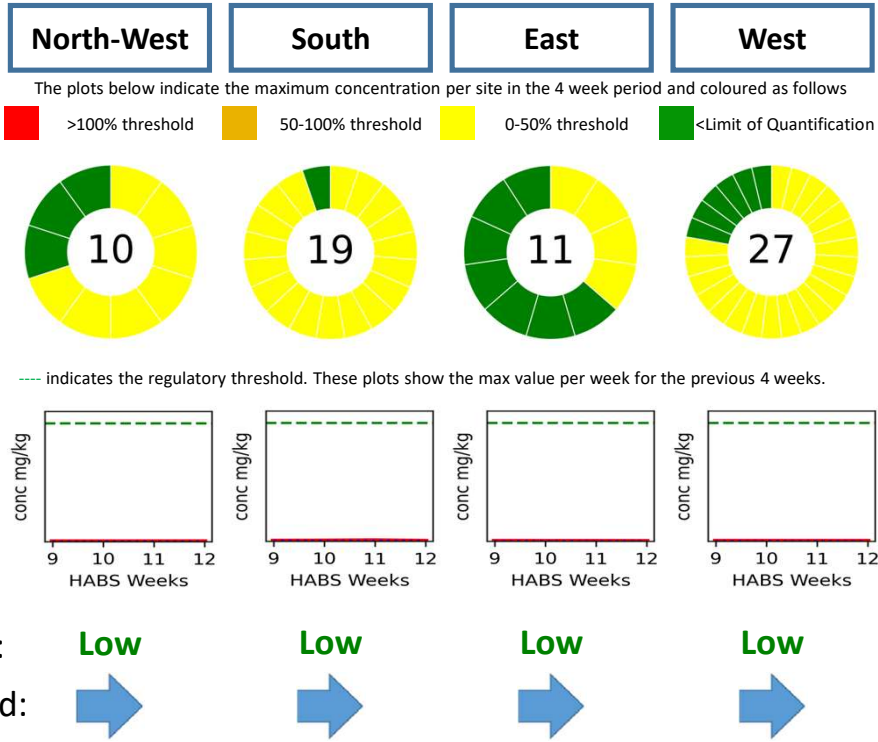 North-West South East West
The plots below indicate the maximum concentration per site in the 4 week period and coloured as follows
>100% threshold 50-100% threshold 0-50% threshold <Limit of Quantification
10 19 11 27
---- indicates the regulatory threshold. These plots show the max value per week for the previous 4 weeks.
conc mg/kg conc mg/kg conc mg/kg conc mg/kg
9 10 11 12 9 10 11 12 9 10 11 12 9 10 11 12
HABS Weeks HABS Weeks HABS Weeks HABS Weeks
: Low Low Low Low
d: